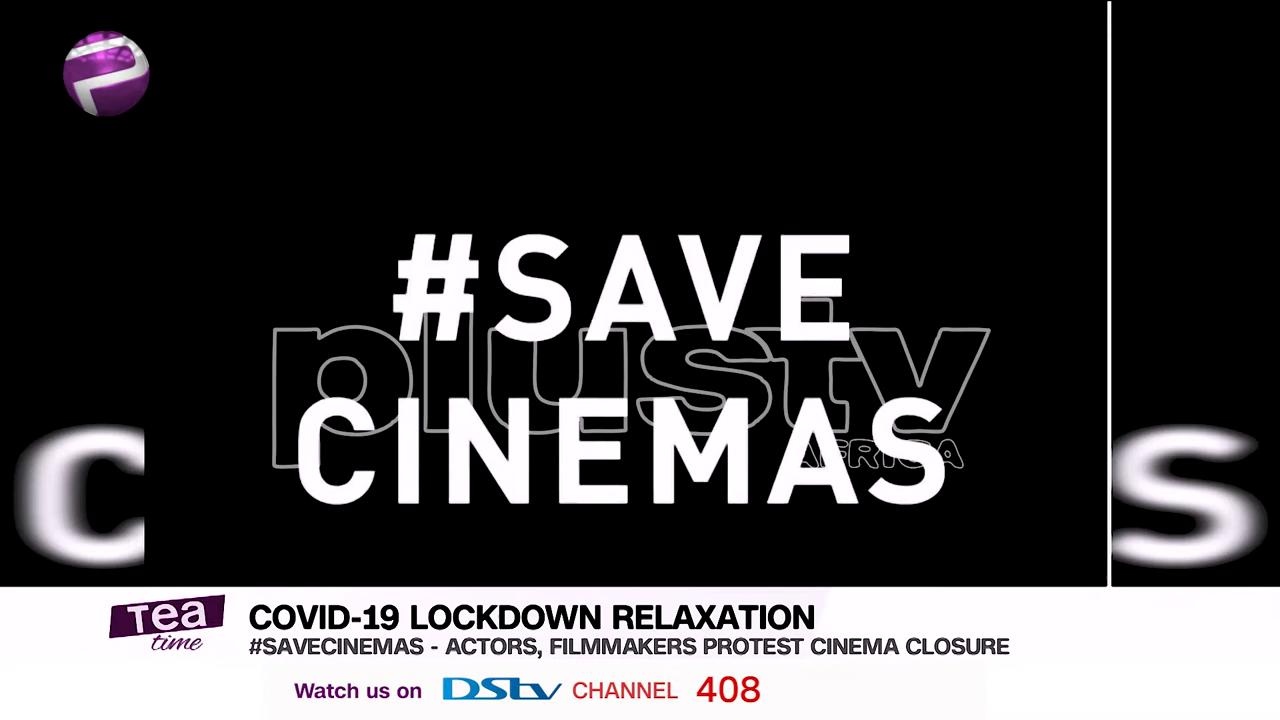 #SAVE
plustv
CINEMAS
AFRICA
C
S
Tea
time
COVID-19 LOCKDOWN RELAXATION
#SAVECINEMAS - ACTORS, FILMMAKERS PROTEST CINEMA CLOSURE
Watch us on DStv CHANNEL 408